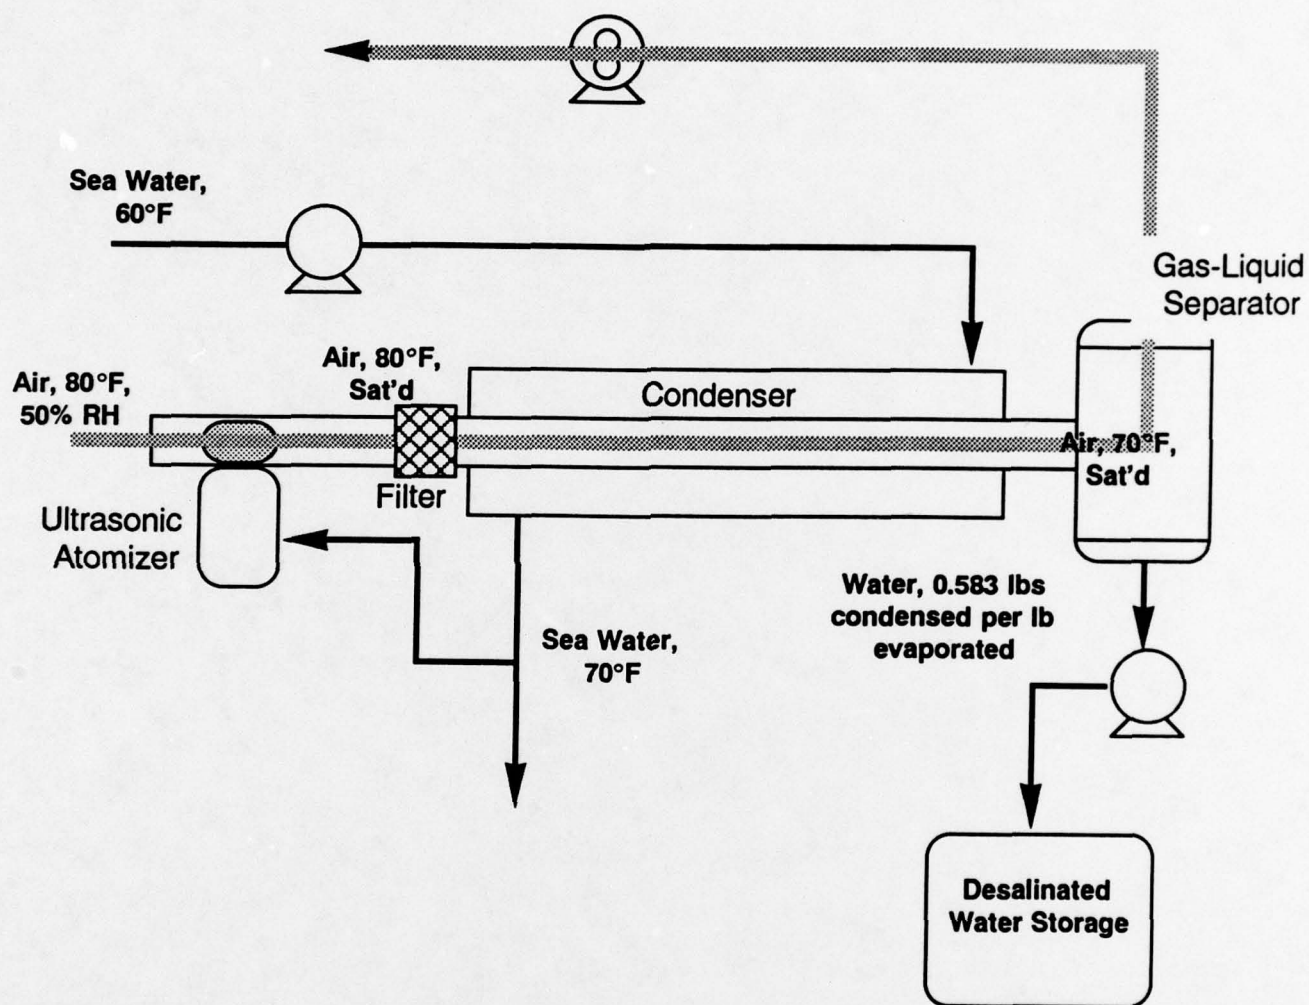 Sea Water,
60°F
Gas-Liquid
Separator
Air, 80°F,
50% RH
Air, 80°F,
Sat'd
Condenser
Air, 70°F,
Sat'd
Filter
Ultrasonic
Atomizer
Water, 0.583 lbs
condensed per lb
evaporated
Sea Water,
70°F
Desalinated
Water Storage